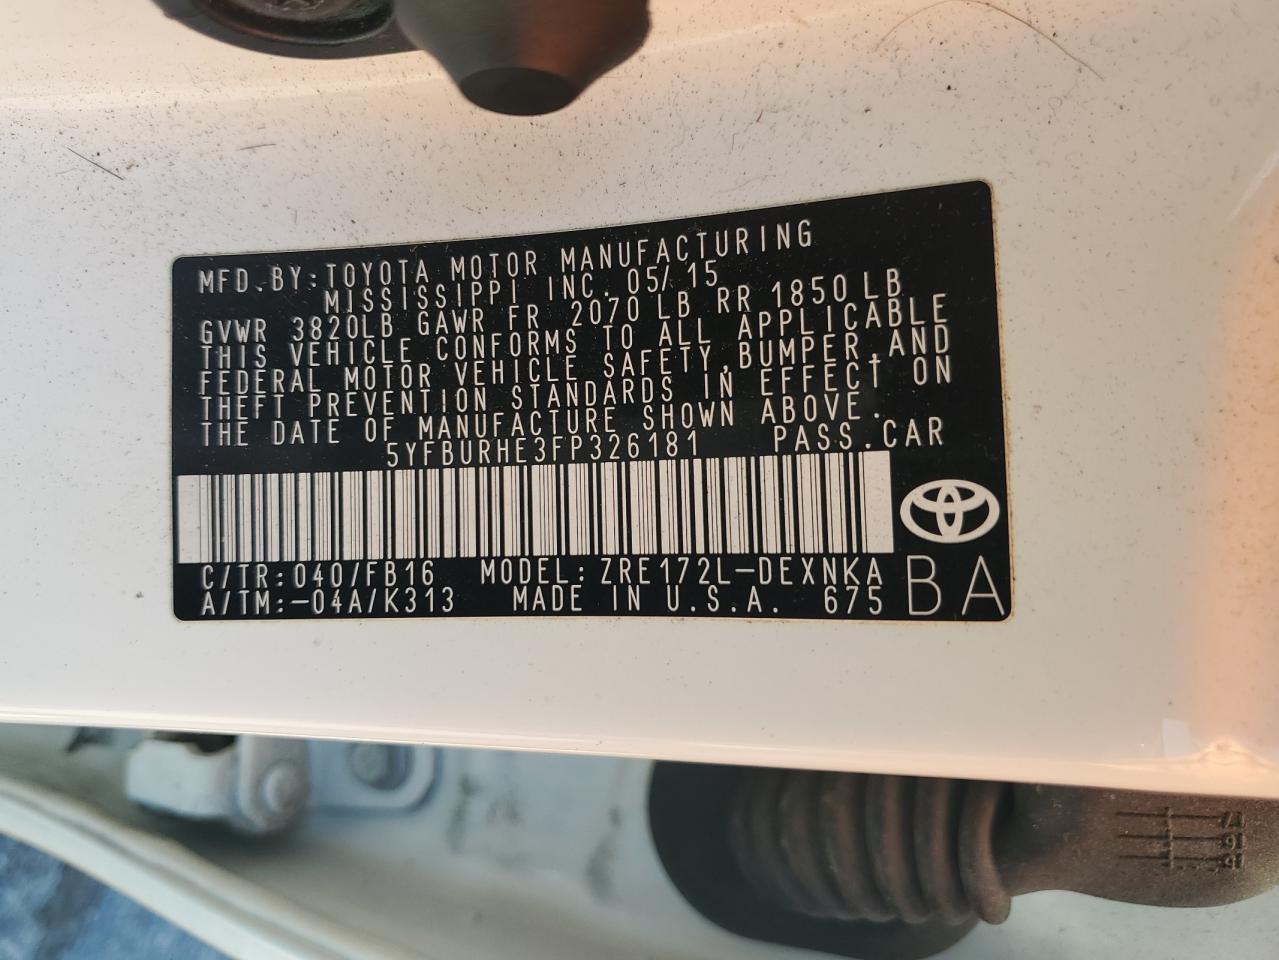 MFD.BY:TOYOTA MOTOR MANUFACTURING
MISSISSIPPI INC. 05/15
GVWR 3820LB GAWR FR 2070 LB RR 1850 LB
THIS VEHICLE CONFORMS TO ALL APPLICABLE
FEDERAL MOTOR VEHICLE SAFETY,BUMPER,AND
THEFT PREVENTION STANDARDS IN EFFECT ON
THE DATE OF MANUFACTURE SHOWN ABOVE.
5YFBURHE3FP326181 PASS.CAR
C/TR:040/FB16 MODEL:ZRE172L-DEXNKA
A/TM:-04A/K313 MADE IN U.S.A. 675 BA